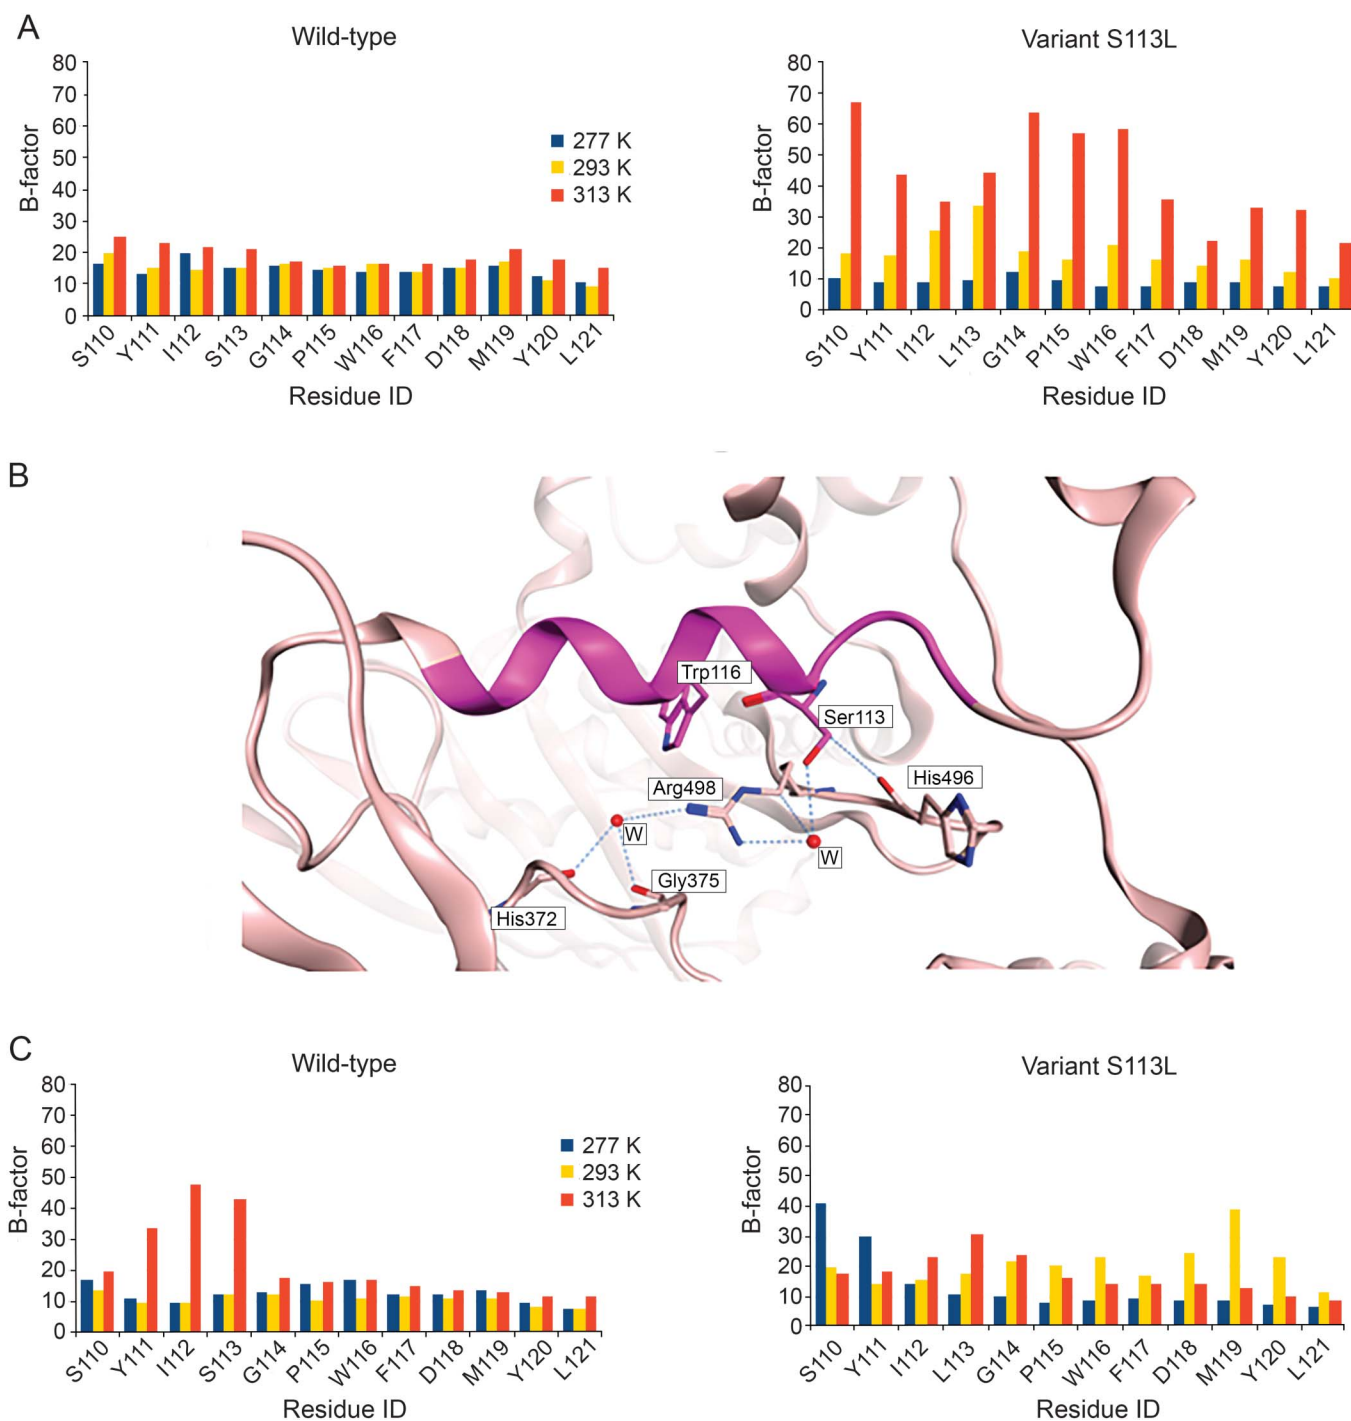 A
Wild-type
Variant S113L
B-factor
80
70
60
50
40
30
20
10
0
277 K
293 K
313 K
S110
Y111
I112
S113
G114
P115
W116
F117
D118
M119
Y120
L121
Residue ID
B-factor
80
70
60
50
40
30
20
10
0
S110
Y111
I112
L113
G114
P115
W116
F117
D118
M119
Y120
L121
Residue ID
B
Trp116
Ser113
His496
Arg498
W
W
Gly375
His372
C
Wild-type
Variant S113L
B-factor
80
70
60
50
40
30
20
10
0
277 K
293 K
313 K
S110
Y111
I112
S113
G114
P115
W116
F117
D118
M119
Y120
L121
Residue ID
B-factor
80
70
60
50
40
30
20
10
0
S110
Y111
I112
L113
G114
P115
W116
F117
D118
M119
Y120
L121
Residue ID